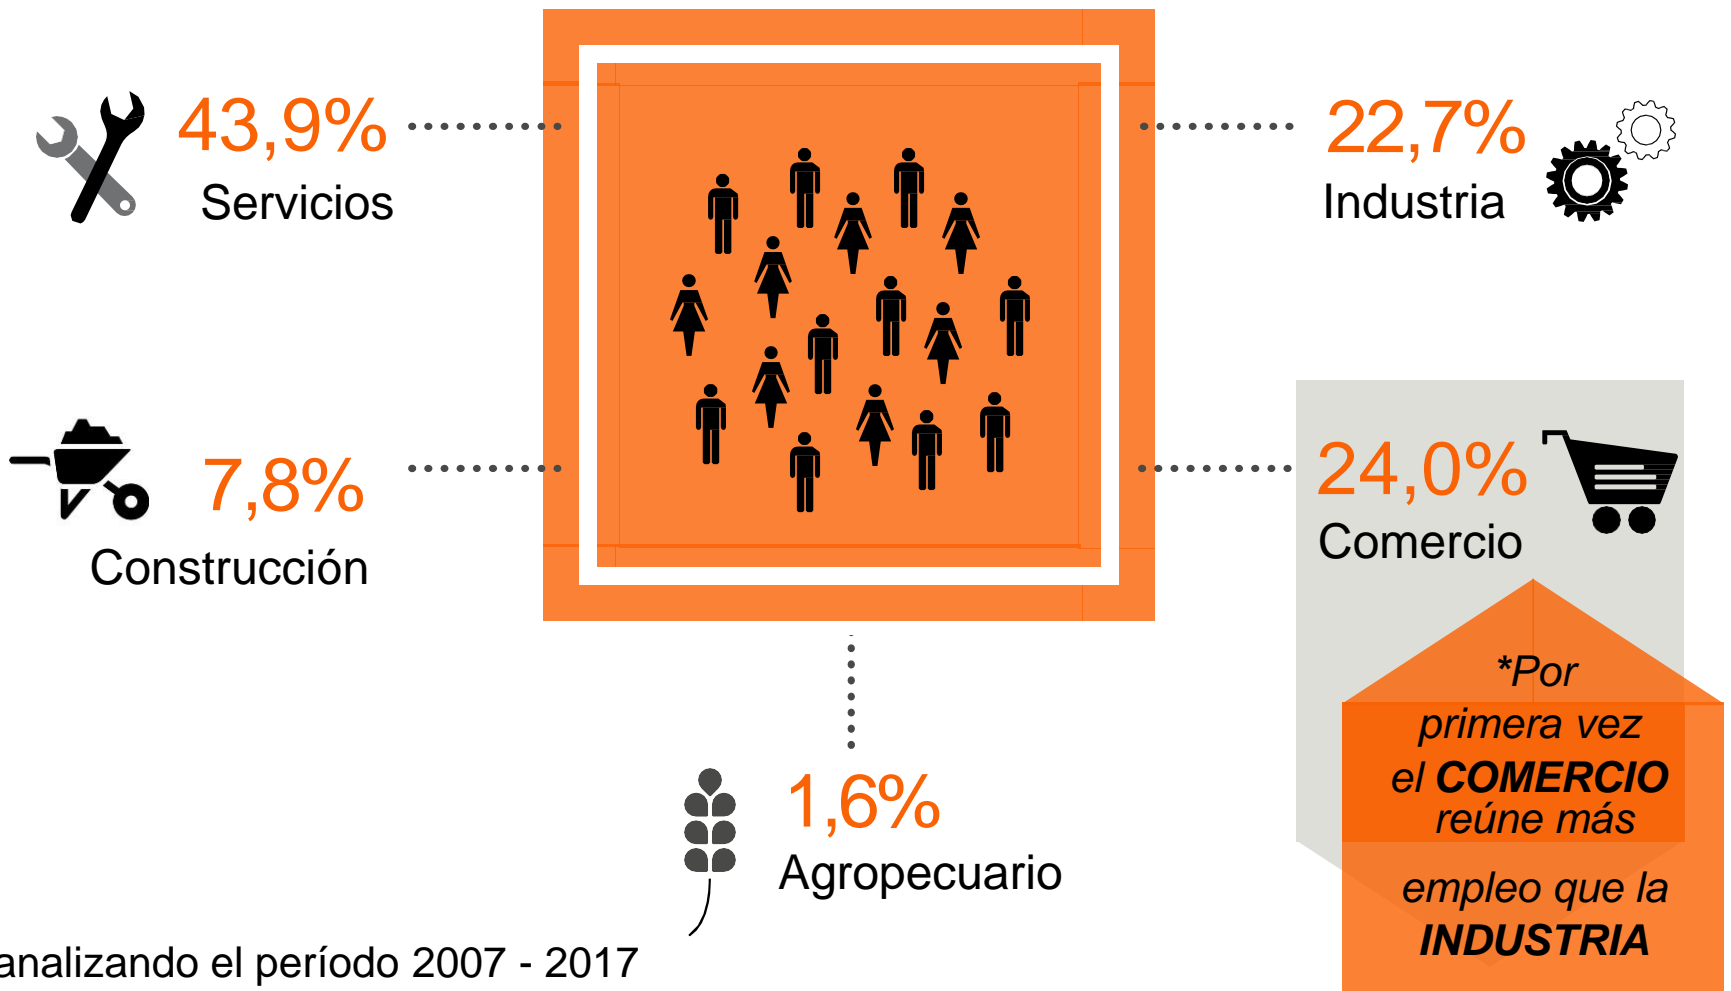 43,9%
Servicios
22,7%
Industria
7,8%
Construcción
24,0%
Comercio
*Por
primera vez
el COMERCIO
reúne más
empleo que la
INDUSTRIA
1,6%
Agropecuario
analizando el período 2007 - 2017